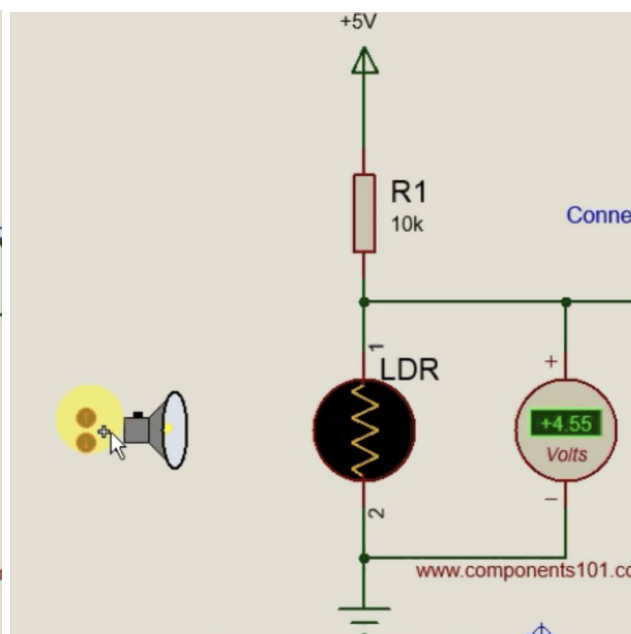 +5V
R1
10k
Conne
1
LDR
+
+4.55
Volts
−
2
www.components101.co